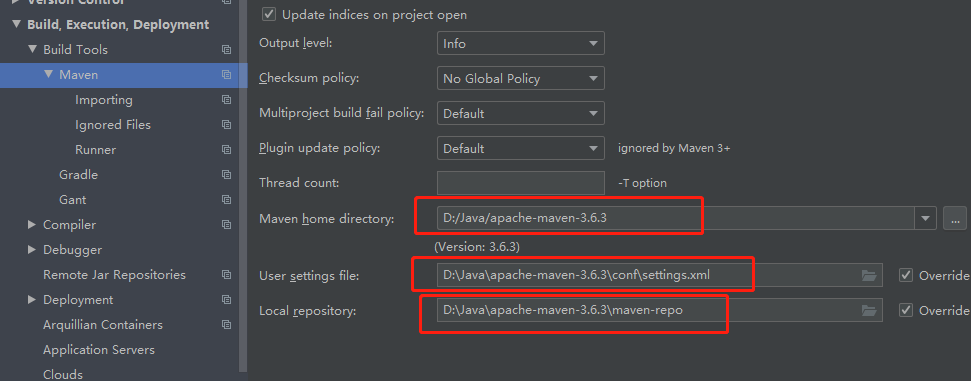 Version Control
Build, Execution, Deployment
Build Tools
Maven
Importing
Ignored Files
Runner
Gradle
Gant
Compiler
Debugger
Remote Jar Repositories
Deployment
Arquillian Containers
Application Servers
Clouds
Update indices on project open
Output level: Info
Checksum policy: No Global Policy
Multiproject build fail policy: Default
Plugin update policy: Default ignored by Maven 3+
Thread count: -T option
Maven home directory: D:/Java/apache-maven-3.6.3 ...
(Version: 3.6.3)
User settings file: D:\Java\apache-maven-3.6.3\conf\settings.xml Override
Local repository: D:\Java\apache-maven-3.6.3\maven-repo Override